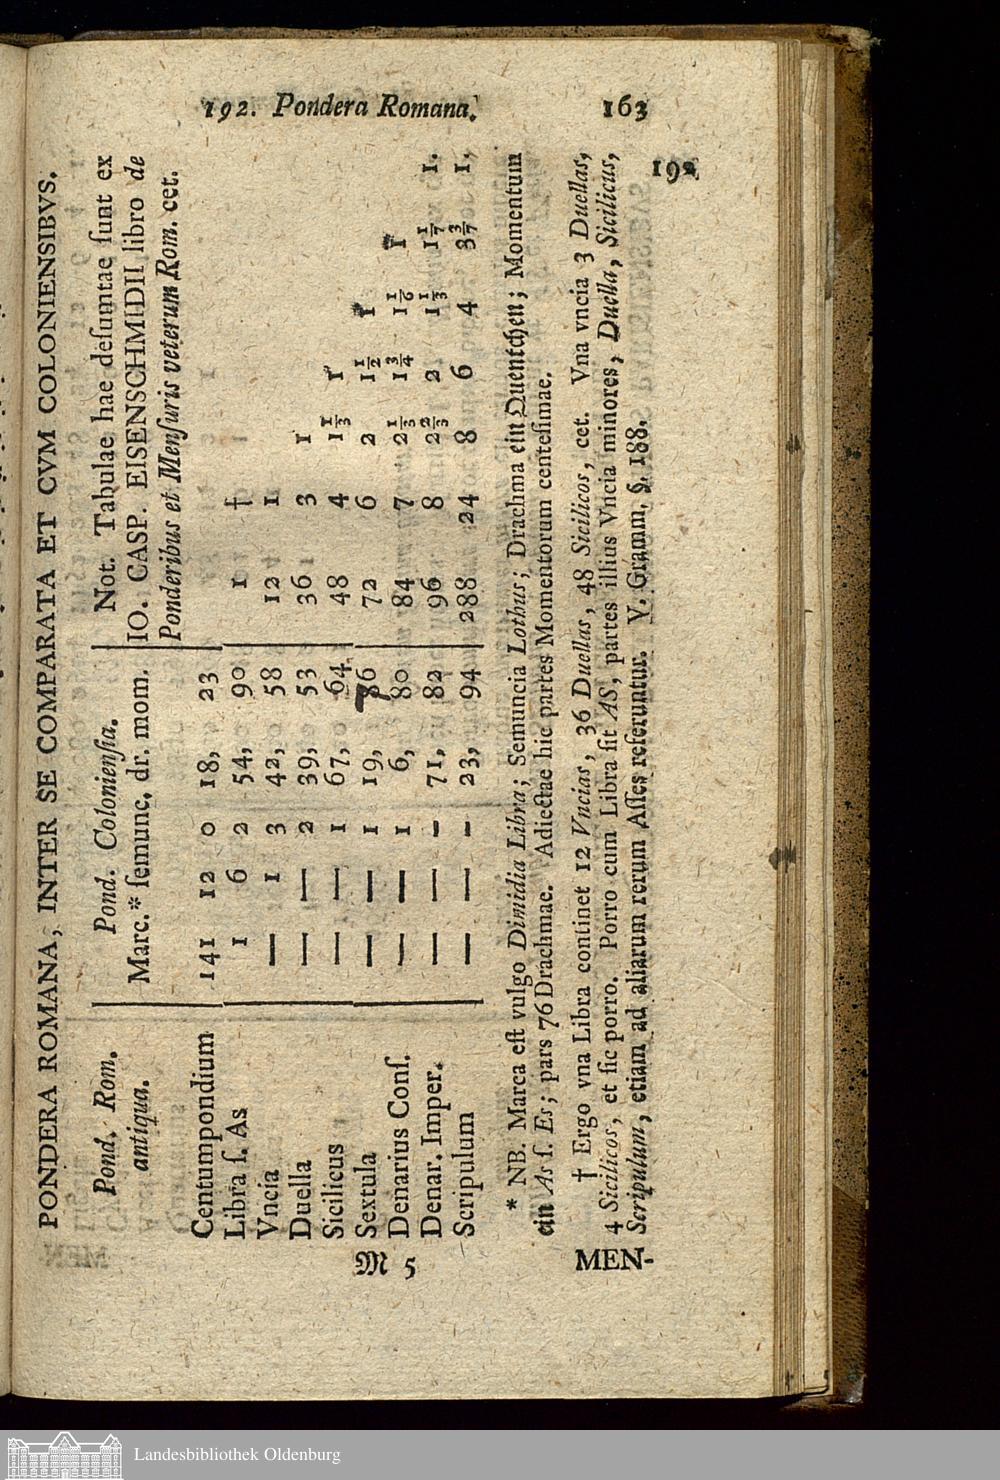 192. Pondera Romana. 163
PONDERA ROMANA, INTER SE COMPARATA ET CVM COLONIENSIBVS. 192
Pond. Rom. antiqua.
Pond. Coloniensia.
Marc.* semunc. dr. mom.
Not. Tabulae hae desumtae sunt ex
IO. CASP. EISENSCHMIDII libro de
Ponderibus et Mensuris veterum Rom. cet.
Centumpondium 141 12 0 18, 23
Libra s. As 1 6 2 54, 90 1 †
Vncia — 1 3 42, 58 12 1
Duella — — 2 39, 53 36 3 1
Sicilicus — — 1 67, 64 48 4 1⅓ 1
Sextula — — 1 19, 76 72 6 2 1½ 1
Denarius Cons. — — 1 6, 80 84 7 2⅓ 1¾ 1⅙ 1
Denar. Imper. — — – 71, 82 96 8 2⅔ 2 1⅓ 1⅐ 1.
Scripulum — — – 23, 94 288 24 8 6 4 3 3/7 1,
* NB. Marca est vulgo Dimidia Libra; Semuncia Lothus; Drachma ein Quentchen; Momentum
ein As s. Es; pars 76 Drachmae. Adiectae hic partes Momentorum centesimae.
† Ergo vna Libra continet 12 Vncias, 36 Duellas, 48 Sicilicos, cet. Vna vncia 3 Duellas,
4 Sicilicos, et sic porro. Porro cum Libra sit AS, partes illius Vncia minores, Duella, Sicilicus,
Scripulum, etiam ad aliarum rerum Asses referuntur. V. Gramm. §. 188.
M 5
MEN-
Landesbibliothek Oldenburg